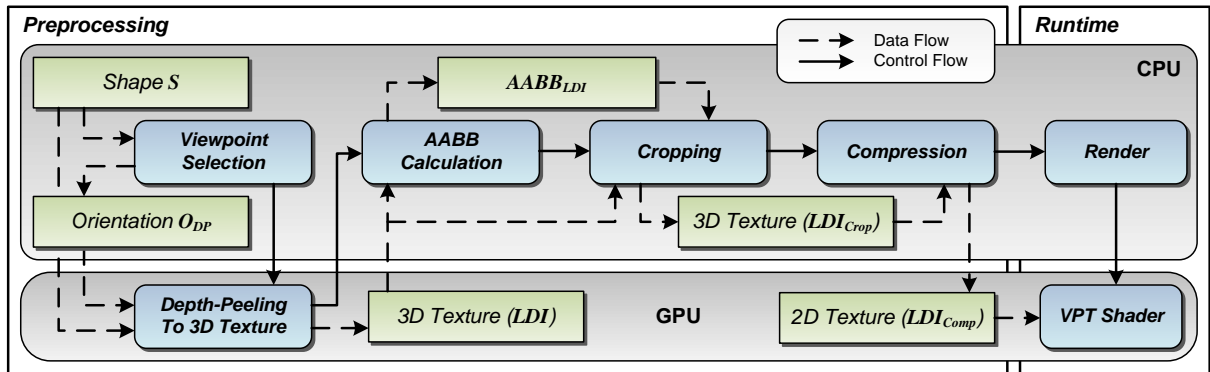 Preprocessing
Runtime
Data Flow
Control Flow
CPU
Shape S
AABB_LDI
Viewpoint
Selection
AABB
Calculation
Cropping
Compression
Render
Orientation O_DP
3D Texture (LDI_Crop)
Depth-Peeling
To 3D Texture
3D Texture (LDI)
GPU
2D Texture (LDI_Comp)
VPT Shader